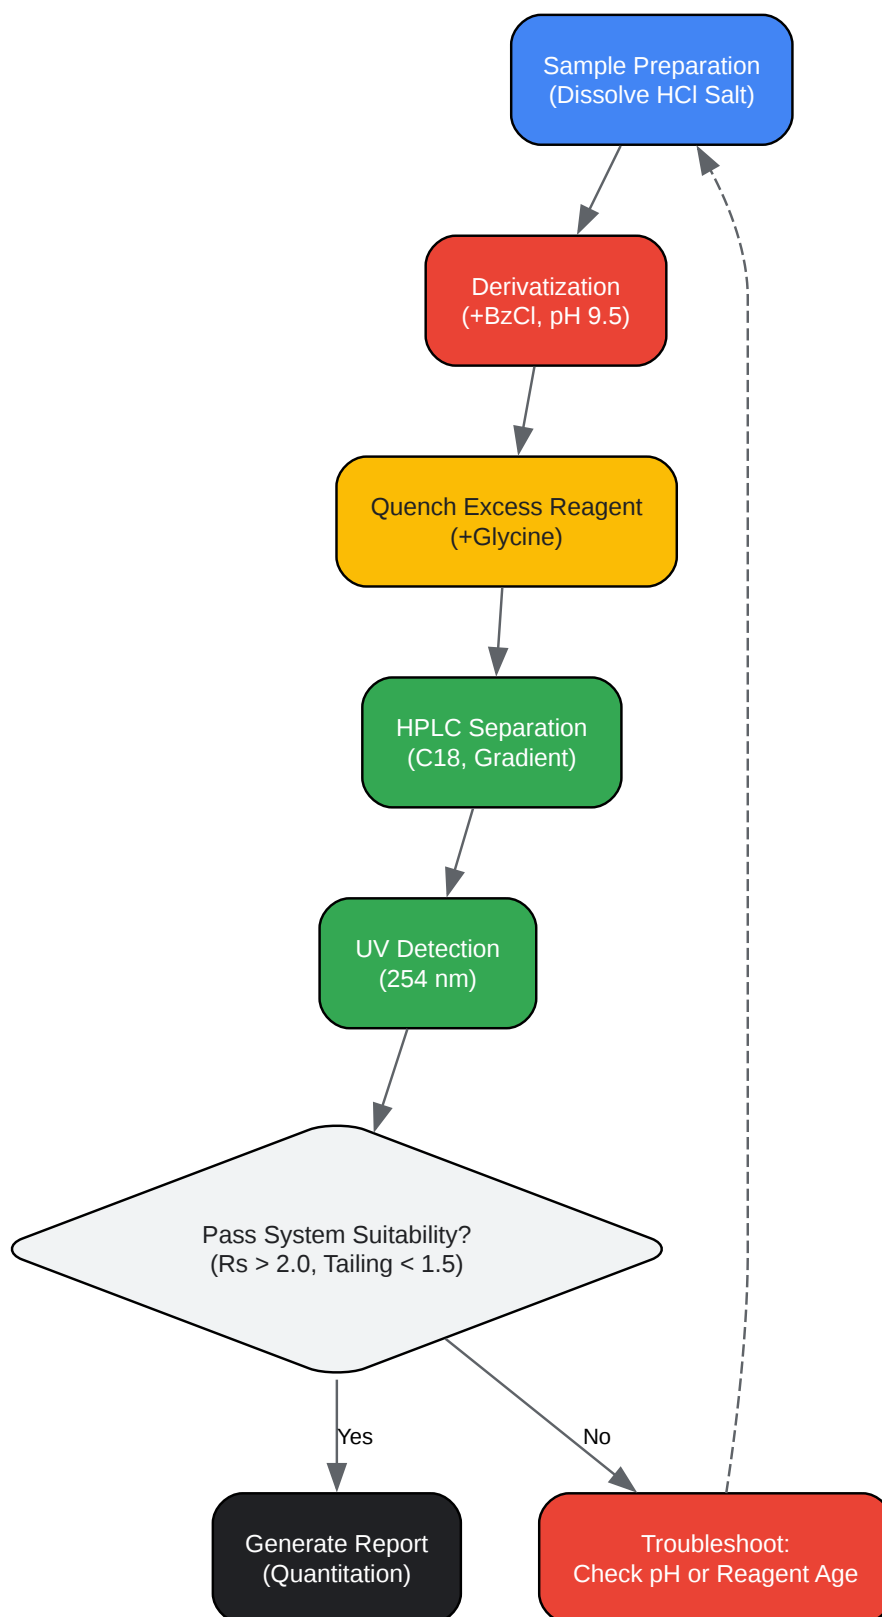 Sample Preparation
(Dissolve HCl Salt)
Derivatization
(+BzCl, pH 9.5)
Quench Excess Reagent
(+Glycine)
HPLC Separation
(C18, Gradient)
UV Detection
(254 nm)
Pass System Suitability?
(Rs > 2.0, Tailing < 1.5)
Yes
No
Generate Report
(Quantitation)
Troubleshoot:
Check pH or Reagent Age